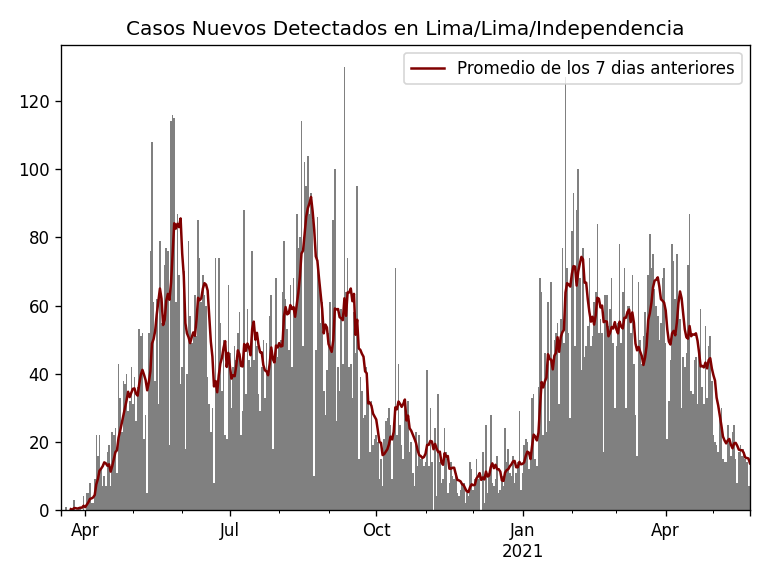 Casos Nuevos Detectados en Lima/Lima/Independencia
Promedio de los 7 dias anteriores
120
100
80
60
40
20
0
Apr Jul Oct Jan Apr
2021